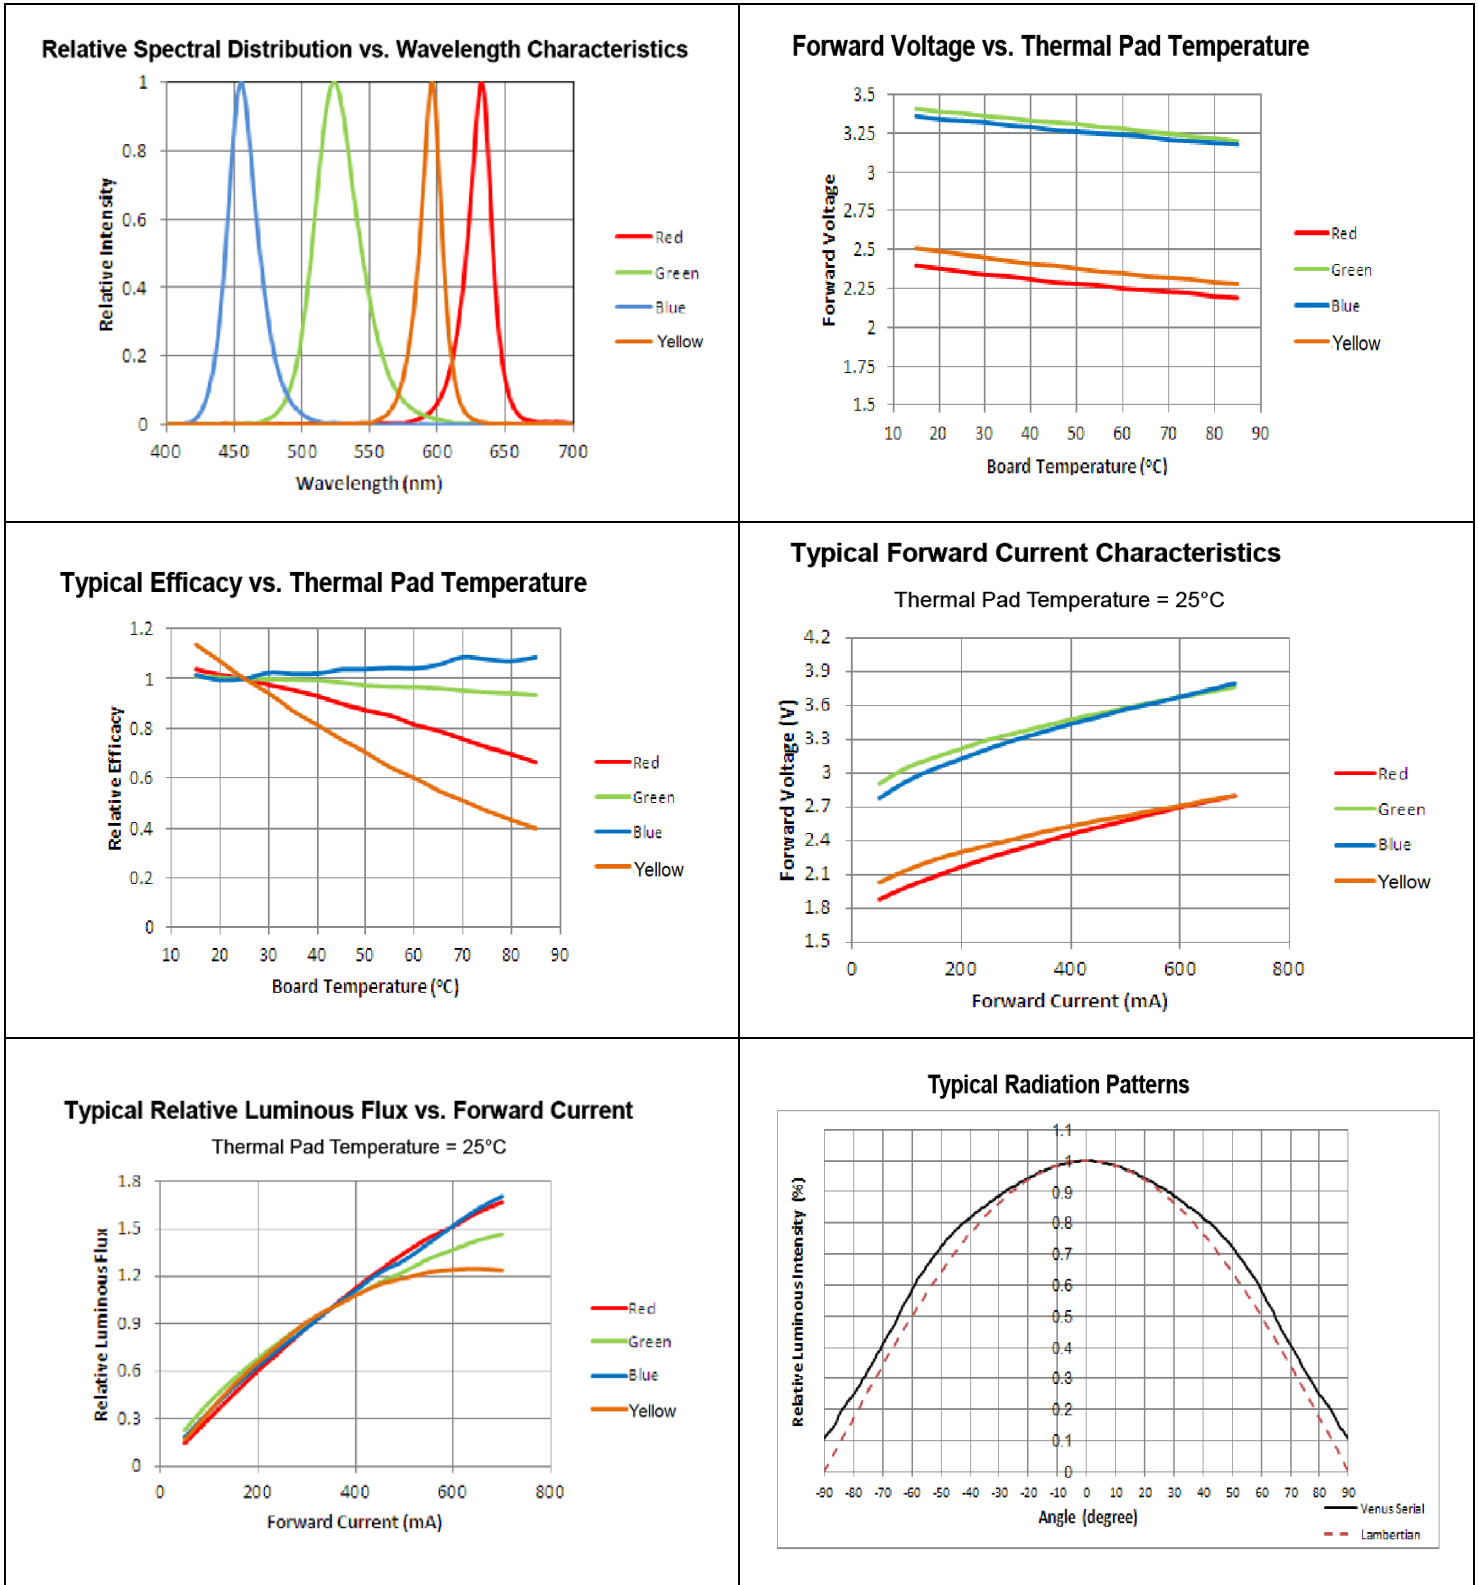 Relative Spectral Distribution vs. Wavelength Characteristics
1
0.8
0.6
0.4
0.2
0
Relative Intensity
400 450 500 550 600 650 700
Wavelength (nm)
Red
Green
Blue
Yellow
Forward Voltage vs. Thermal Pad Temperature
3.5
3.25
3
2.75
2.5
2.25
2
1.75
1.5
Forward Voltage
10 20 30 40 50 60 70 80 90
Board Temperature (°C)
Red
Green
Blue
Yellow
Typical Efficacy vs. Thermal Pad Temperature
1.2
1
0.8
0.6
0.4
0.2
0
Relative Efficacy
10 20 30 40 50 60 70 80 90
Board Temperature (°C)
Red
Green
Blue
Yellow
Typical Forward Current Characteristics
Thermal Pad Temperature = 25°C
4.2
3.9
3.6
3.3
3
2.7
2.4
2.1
1.8
1.5
Forward Voltage (V)
0 200 400 600 800
Forward Current (mA)
Red
Green
Blue
Yellow
Typical Relative Luminous Flux vs. Forward Current
Thermal Pad Temperature = 25°C
1.8
1.5
1.2
0.9
0.6
0.3
0
Relative Luminous Flux
0 200 400 600 800
Forward Current (mA)
Red
Green
Blue
Yellow
Typical Radiation Patterns
1.1
1
0.9
0.8
0.7
0.6
0.5
0.4
0.3
0.2
0.1
0
Relative Luminous Intensity (%)
-90 -80 -70 -60 -50 -40 -30 -20 -10 0 10 20 30 40 50 60 70 80 90
Angle (degree)
Venus Serial
Lambertian